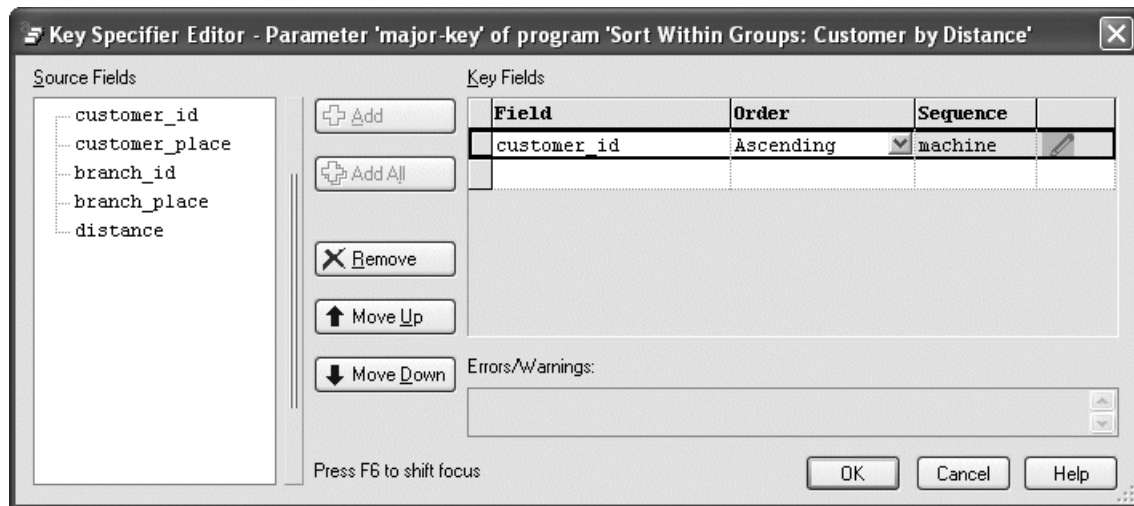 Key Specifier Editor - Parameter 'major-key' of program 'Sort Within Groups: Customer by Distance'
Source Fields
customer_id
customer_place
branch_id
branch_place
distance
Add
Add All
Remove
Move Up
Move Down
Press F6 to shift focus
Key Fields
Field Order Sequence
customer_id Ascending machine
Errors/Warnings:
OK Cancel Help